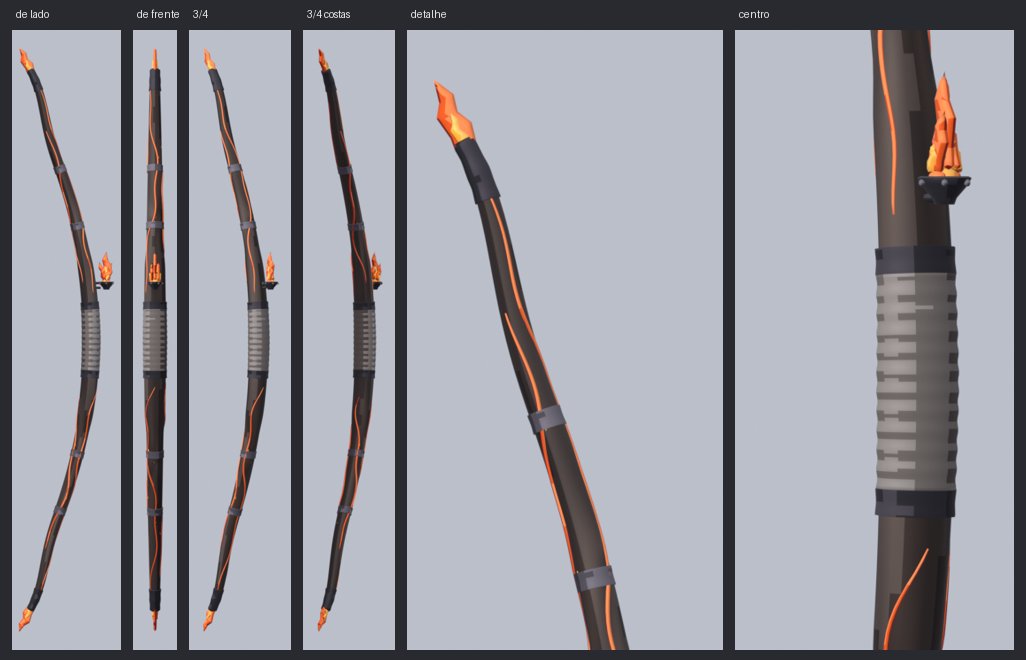 de lado
de frente
3/4
3/4 costas
detalhe
centro